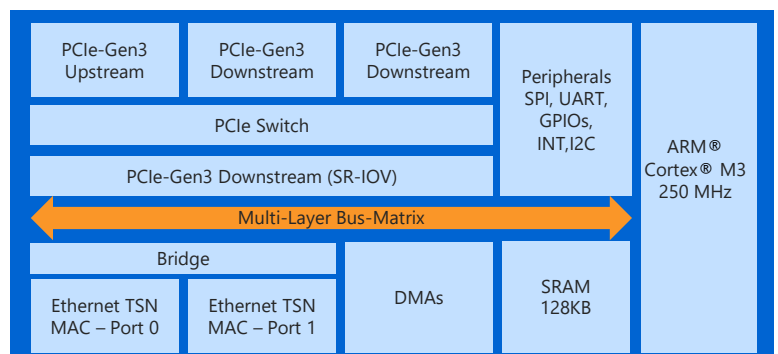 PCIe-Gen3
Upstream
PCIe-Gen3
Downstream
PCIe-Gen3
Downstream
Peripherals
SPI, UART,
GPIOs,
INT,I2C
ARM®
Cortex® M3
250 MHz
PCIe Switch
PCIe-Gen3 Downstream (SR-IOV)
Multi-Layer Bus-Matrix
Bridge
Ethernet TSN
MAC – Port 0
Ethernet TSN
MAC – Port 1
DMAs
SRAM
128KB